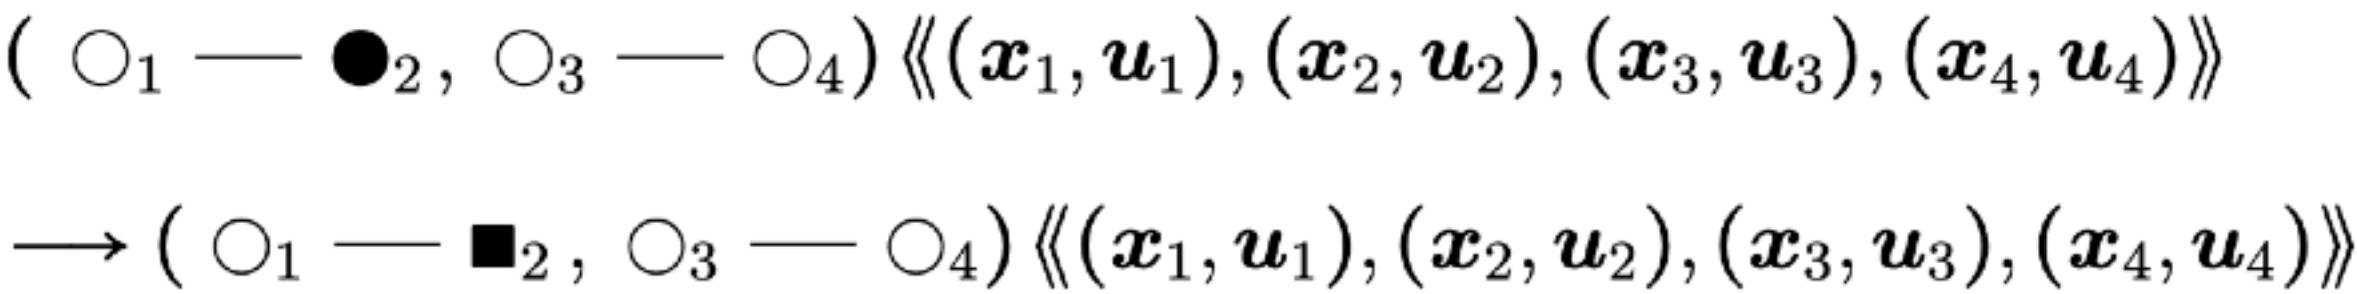 ( ○₁ — ●₂ , ○₃ — ○₄ ) ⟪(𝒙₁, 𝒖₁), (𝒙₂, 𝒖₂), (𝒙₃, 𝒖₃), (𝒙₄, 𝒖₄)⟫
⟶ ( ○₁ — ■₂ , ○₃ — ○₄ ) ⟪(𝒙₁, 𝒖₁), (𝒙₂, 𝒖₂), (𝒙₃, 𝒖₃), (𝒙₄, 𝒖₄)⟫